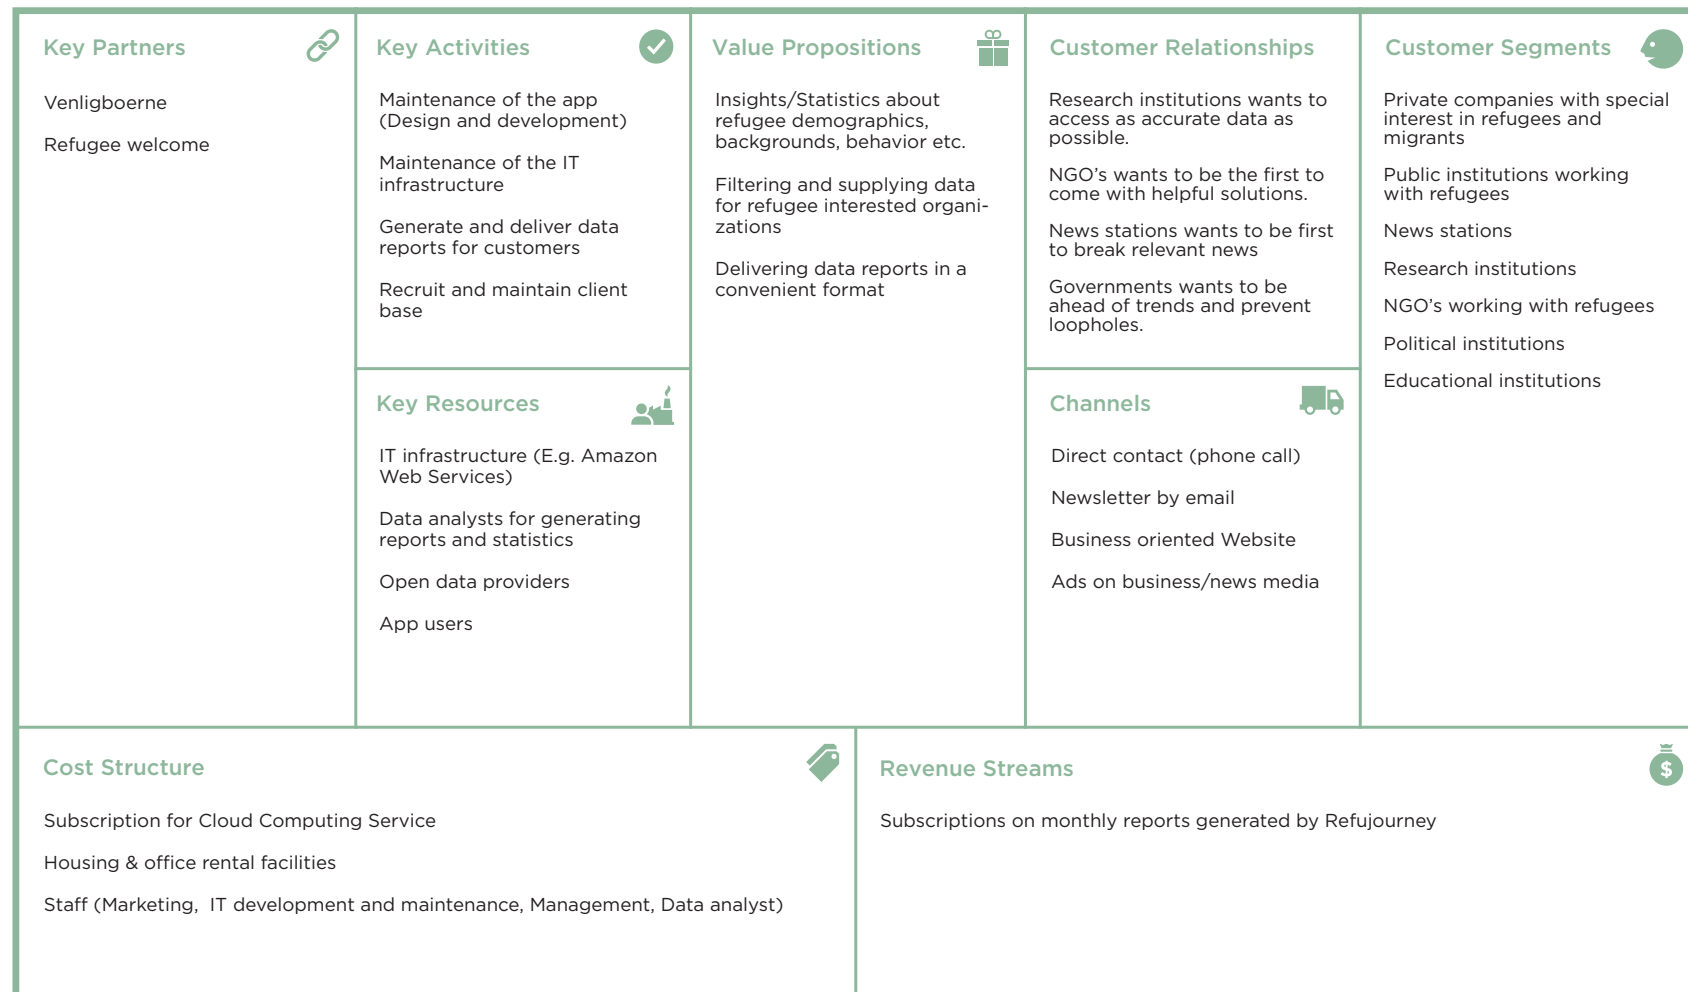 Key Partners
Venligboerne
Refugee welcome
Key Activities
Maintenance of the app
(Design and development)
Maintenance of the IT
infrastructure
Generate and deliver data
reports for customers
Recruit and maintain client
base
Key Resources
IT infrastructure (E.g. Amazon
Web Services)
Data analysts for generating
reports and statistics
Open data providers
App users
Value Propositions
Insights/Statistics about
refugee demographics,
backgrounds, behavior etc.
Filtering and supplying data
for refugee interested organi-
zations
Delivering data reports in a
convenient format
Customer Relationships
Research institutions wants to
access as accurate data as
possible.
NGO’s wants to be the first to
come with helpful solutions.
News stations wants to be first
to break relevant news
Governments wants to be
ahead of trends and prevent
loopholes.
Channels
Direct contact (phone call)
Newsletter by email
Business oriented Website
Ads on business/news media
Customer Segments
Private companies with special
interest in refugees and
migrants
Public institutions working
with refugees
News stations
Research institutions
NGO’s working with refugees
Political institutions
Educational institutions
Cost Structure
Subscription for Cloud Computing Service
Housing & office rental facilities
Staff (Marketing,  IT development and maintenance, Management, Data analyst)
Revenue Streams
$
Subscriptions on monthly reports generated by Refujourney